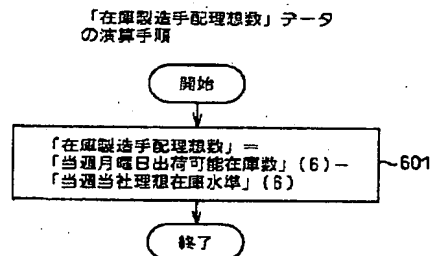 「在庫製造手配理想数」データ
の演算手順
開始
「在庫製造手配理想数」＝
「当週月曜日出荷可能在庫数」(6)－
「当週当社理想在庫水準」(6)
601
終了